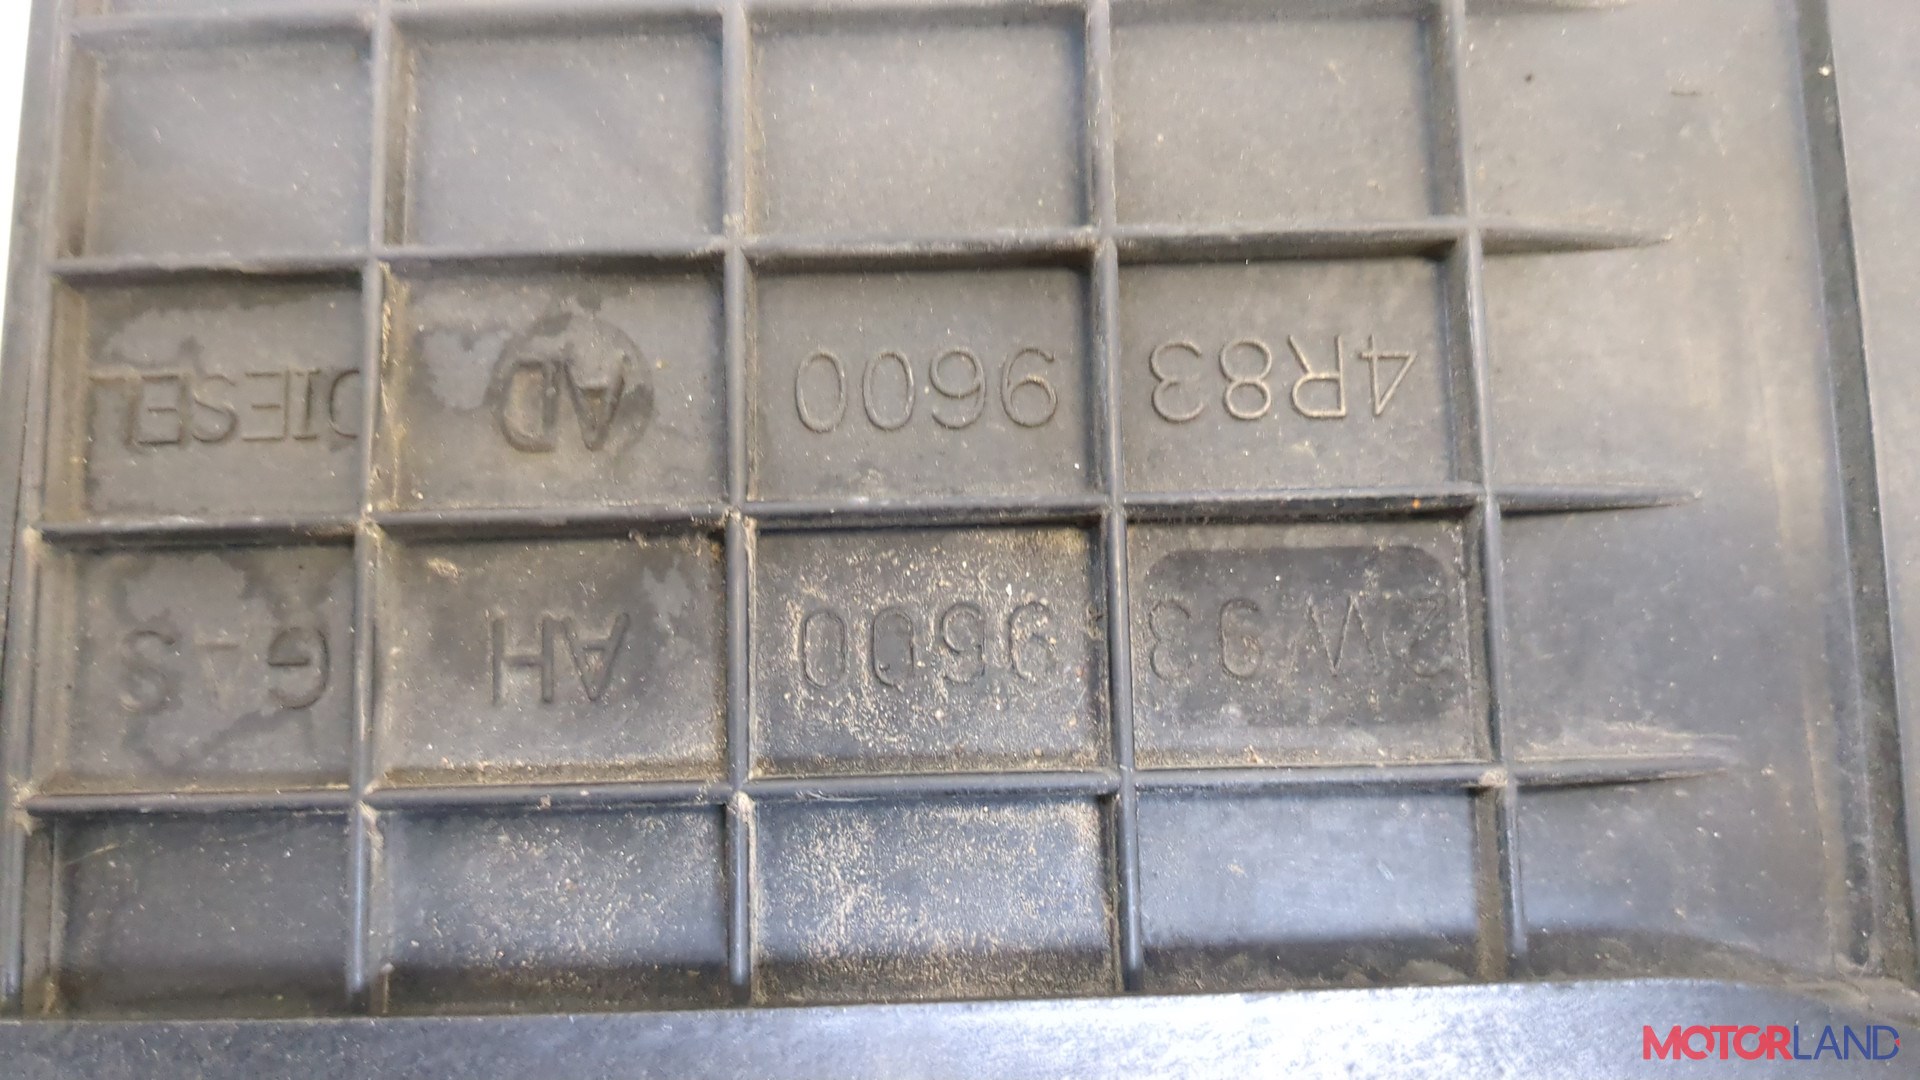 2W93 9600 AH GAS
4R83 9600 AD DIESEL
MOTORLAND